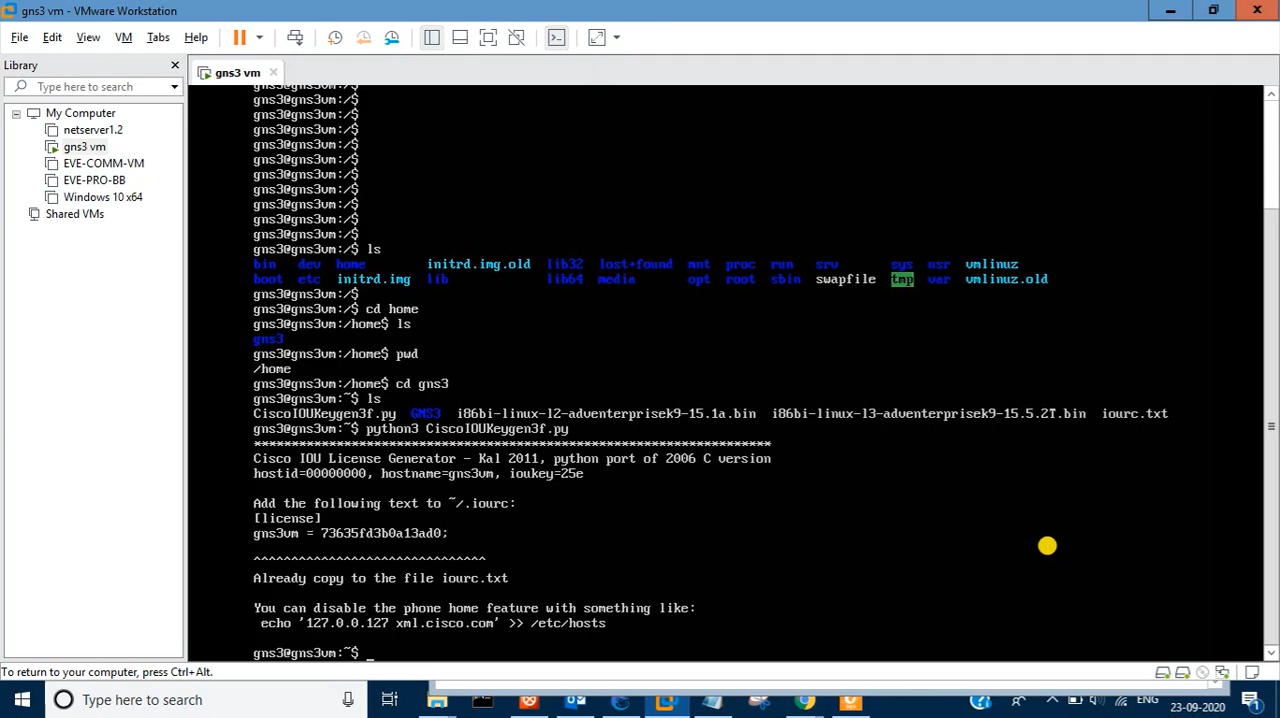 gns3 vm - VMware Workstation
File Edit View VM Tabs Help
Library
Type here to search
My Computer
netserver1.2
gns3 vm
EVE-COMM-VM
EVE-PRO-BB
Windows 10 x64
Shared VMs
gns3 vm
gns3@gns3vm:/$
gns3@gns3vm:/$
gns3@gns3vm:/$
gns3@gns3vm:/$
gns3@gns3vm:/$
gns3@gns3vm:/$
gns3@gns3vm:/$
gns3@gns3vm:/$
gns3@gns3vm:/$
gns3@gns3vm:/$
gns3@gns3vm:/$
gns3@gns3vm:/$ ls
bin dev home initrd.img.old lib32 lost+found mnt proc run srv sys usr vmlinuz
boot etc initrd.img lib lib64 media opt root sbin swapfile tmp var vmlinuz.old
gns3@gns3vm:/$
gns3@gns3vm:/$ cd home
gns3@gns3vm:/home$ ls
gns3
gns3@gns3vm:/home$ pwd
/home
gns3@gns3vm:/home$ cd gns3
gns3@gns3vm:~$ ls
CiscoIOUKeygen3f.py GNS3 i86bi-linux-l2-adventerprisek9-15.1a.bin i86bi-linux-l3-adventerprisek9-15.5.2T.bin iourc.txt
gns3@gns3vm:~$ python3 CiscoIOUKeygen3f.py
*********************************************************************
Cisco IOU License Generator - Kal 2011, python port of 2006 C version
hostid=00000000, hostname=gns3vm, ioukey=25e
Add the following text to ~/.iourc:
[license]
gns3vm = 73635fd3b0a13ad0;
^^^^^^^^^^^^^^^^^^^^^^^^^^^^^^^
Already copy to the file iourc.txt
You can disable the phone home feature with something like:
echo '127.0.0.127 xml.cisco.com' >> /etc/hosts
gns3@gns3vm:~$ _
To return to your computer, press Ctrl+Alt.
Type here to search
ENG
23-09-2020